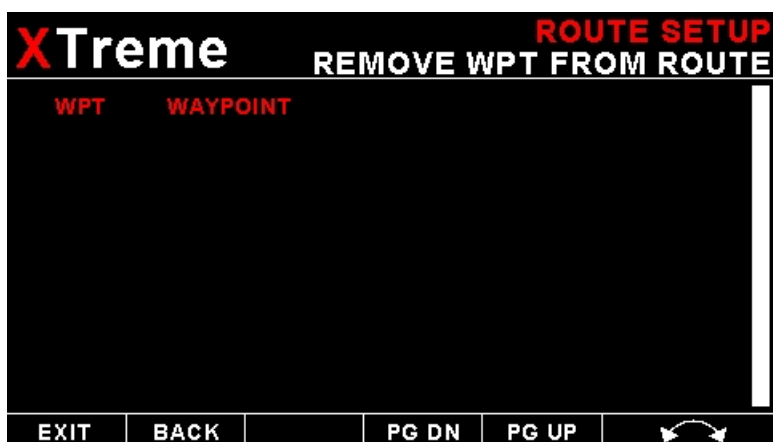 XTreme
ROUTE SETUP
REMOVE WPT FROM ROUTE
WPT WAYPOINT
EXIT BACK PG DN PG UP